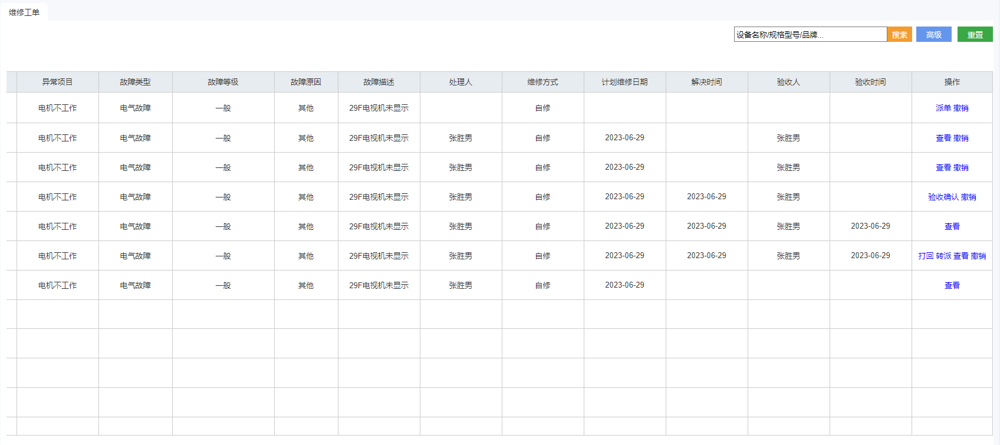 维修工单
设备名称/规格型号/品牌... 搜索 高级 重置
异常项目 故障类型 故障等级 故障原因 故障描述 处理人 维修方式 计划维修日期 解决时间 验收人 验收时间 操作
电机不工作 电气故障 一般 其他 29F电视机未显示 自修 派单 撤销
电机不工作 电气故障 一般 其他 29F电视机未显示 张胜男 自修 2023-06-29 张胜男 查看 撤销
电机不工作 电气故障 一般 其他 29F电视机未显示 张胜男 自修 2023-06-29 张胜男 查看 撤销
电机不工作 电气故障 一般 其他 29F电视机未显示 张胜男 自修 2023-06-29 2023-06-29 张胜男 验收确认 撤销
电机不工作 电气故障 一般 其他 29F电视机未显示 张胜男 自修 2023-06-29 2023-06-29 张胜男 2023-06-29 查看
电机不工作 电气故障 一般 其他 29F电视机未显示 张胜男 自修 2023-06-29 2023-06-29 张胜男 2023-06-29 打回 转派 查看 撤销
电机不工作 电气故障 一般 其他 29F电视机未显示 张胜男 自修 2023-06-29 查看